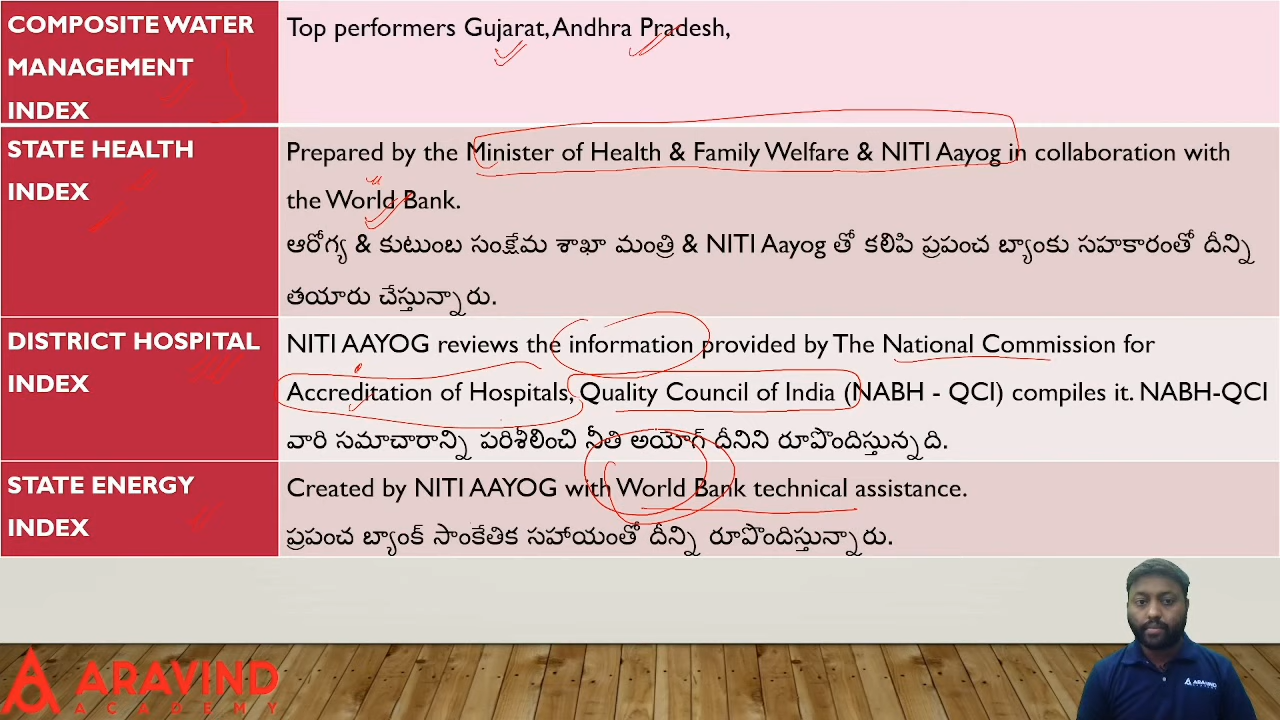 COMPOSITE WATER
MANAGEMENT
INDEX
Top performers Gujarat, Andhra Pradesh,
STATE HEALTH
INDEX
Prepared by the Minister of Health & Family Welfare & NITI Aayog in collaboration with
the World Bank.
ఆరోగ్య & కుటుంబ సంక్షేమ శాఖా మంత్రి & NITI Aayog తో కలిపి ప్రపంచ బ్యాంకు సహకారంతో దీన్ని
తయారు చేస్తున్నారు.
DISTRICT HOSPITAL
INDEX
NITI AAYOG reviews the information provided by The National Commission for
Accreditation of Hospitals, Quality Council of India (NABH - QCI) compiles it. NABH-QCI
వారి సమాచారాన్ని పరిశీలించి నీతి అయోగ్ దీనిని రూపొందిస్తున్నది.
STATE ENERGY
INDEX
Created by NITI AAYOG with World Bank technical assistance.
ప్రపంచ బ్యాంక్ సాంకేతిక సహాయంతో దీన్ని రూపొందిస్తున్నారు.
ARAVIND
ACADEMY